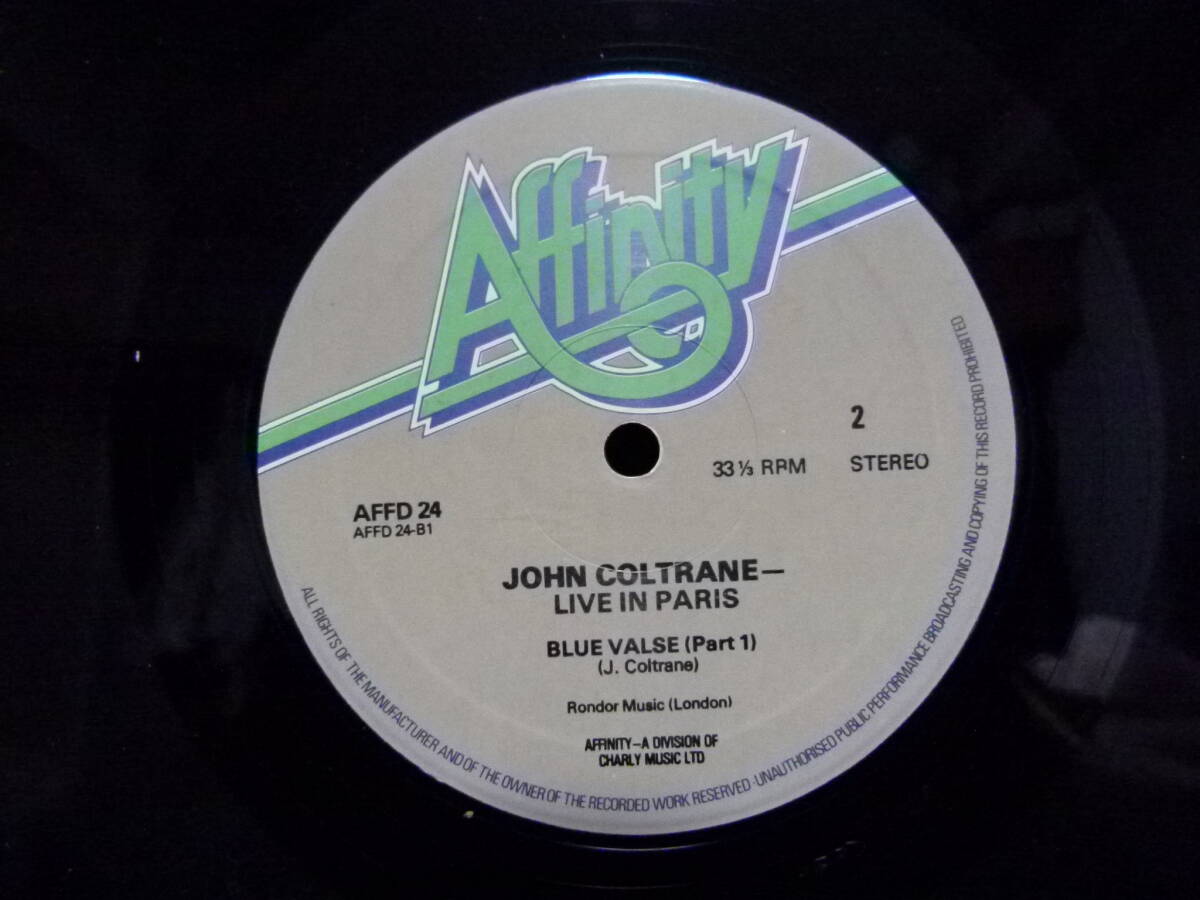 Affinity
2
33 ⅓ RPM STEREO
AFFD 24
AFFD 24-B1
JOHN COLTRANE—
LIVE IN PARIS
BLUE VALSE (Part 1)
(J. Coltrane)
Rondor Music (London)
AFFINITY—A DIVISION OF
CHARLY MUSIC LTD
ALL RIGHTS OF THE MANUFACTURER AND OF THE OWNER OF THE RECORDED WORK RESERVED · UNAUTHORISED PUBLIC PERFORMANCE BROADCASTING AND COPYING OF THIS RECORD PROHIBITED